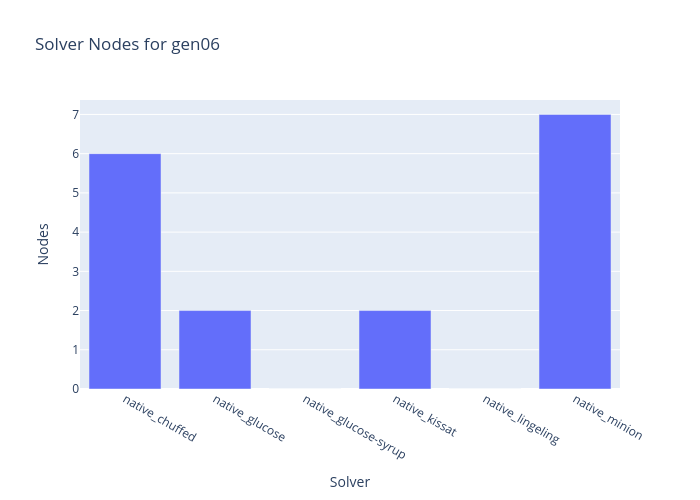 Solver Nodes for gen06
Nodes
7
6
5
4
3
2
1
0
native_chuffed
native_glucose
native_glucose-syrup
native_kissat
native_lingeling
native_minion
Solver